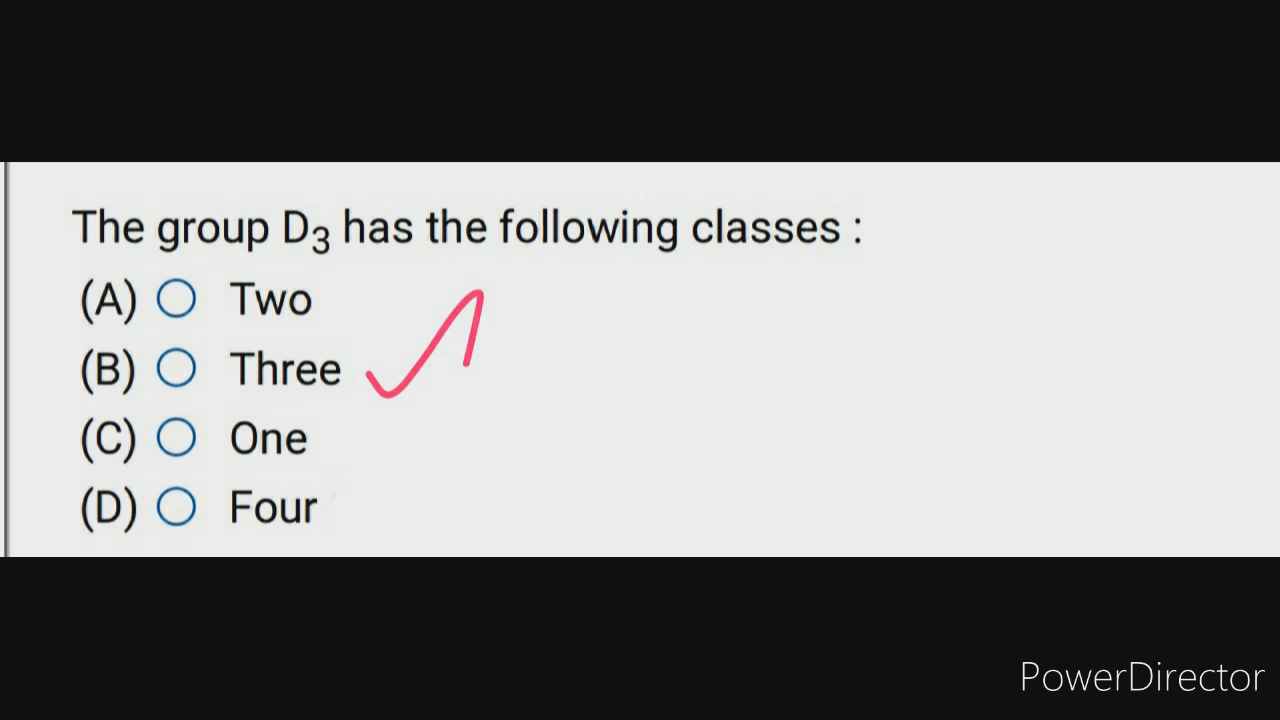 The group D3 has the following classes :
(A) Two
(B) Three
(C) One
(D) Four
PowerDirector